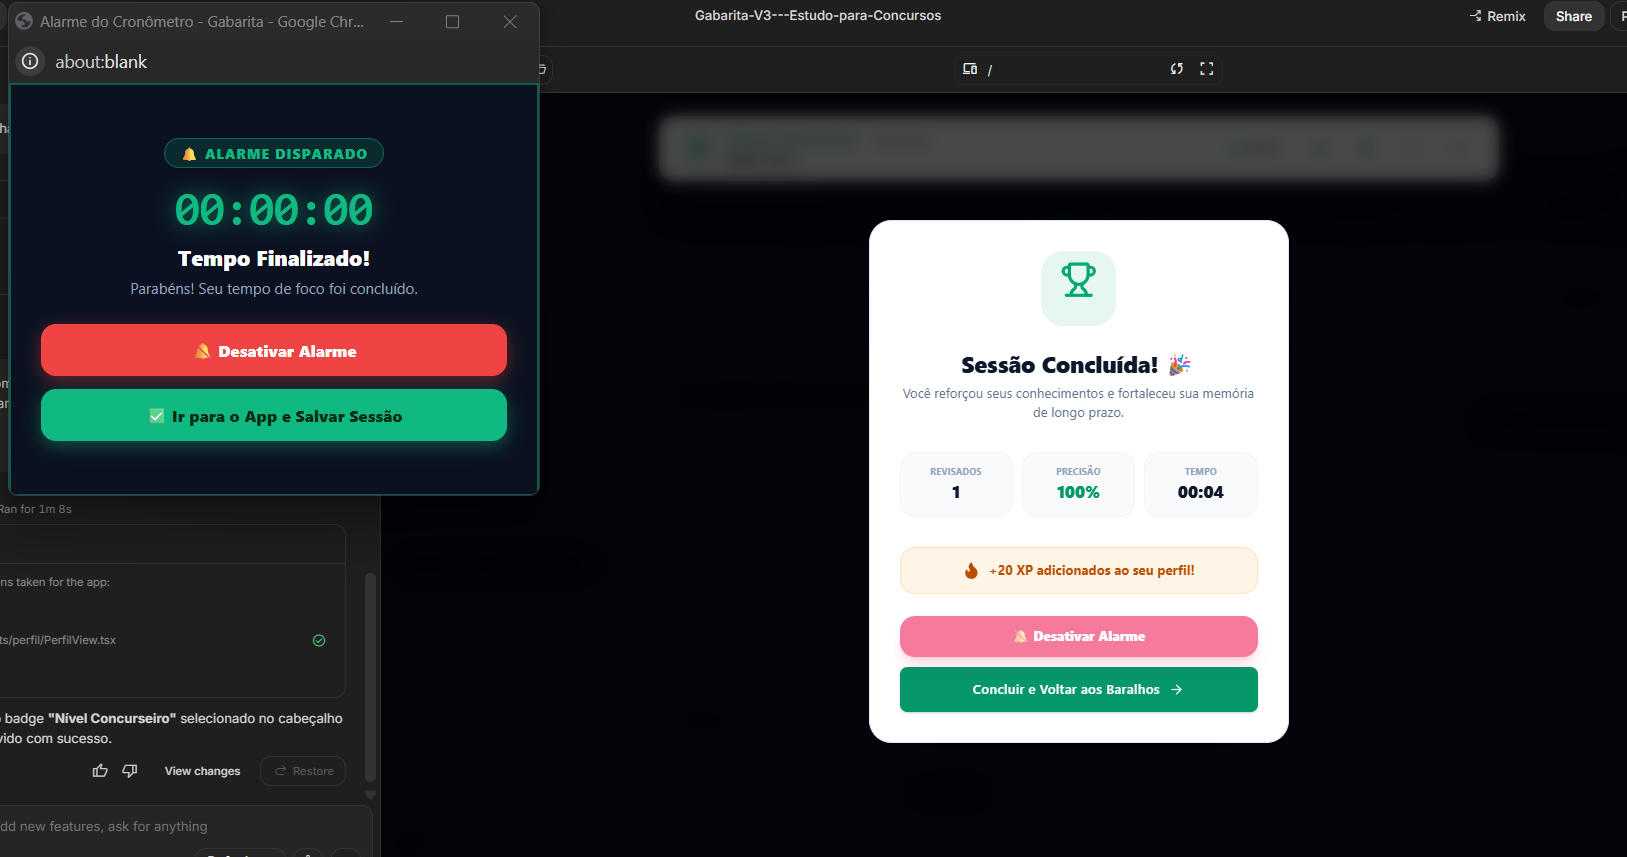 Alarme do Cronômetro - Gabarita - Google Chr...
about:blank
🔔 ALARME DISPARADO
00:00:00
Tempo Finalizado!
Parabéns! Seu tempo de foco foi concluído.
🔕 Desativar Alarme
✅ Ir para o App e Salvar Sessão
Gabarita-V3---Estudo-para-Concursos
Remix
Share
/
Sessão Concluída! 🎉
Você reforçou seus conhecimentos e fortaleceu sua memória
de longo prazo.
REVISADOS
1
PRECISÃO
100%
TEMPO
00:04
+20 XP adicionados ao seu perfil!
🔕 Desativar Alarme
Concluir e Voltar aos Baralhos →
Ran for 1m 8s
ns taken for the app:
ts/perfil/PerfilView.tsx
badge "Nível Concurseiro" selecionado no cabeçalho
vido com sucesso.
View changes
Restore
dd new features, ask for anything